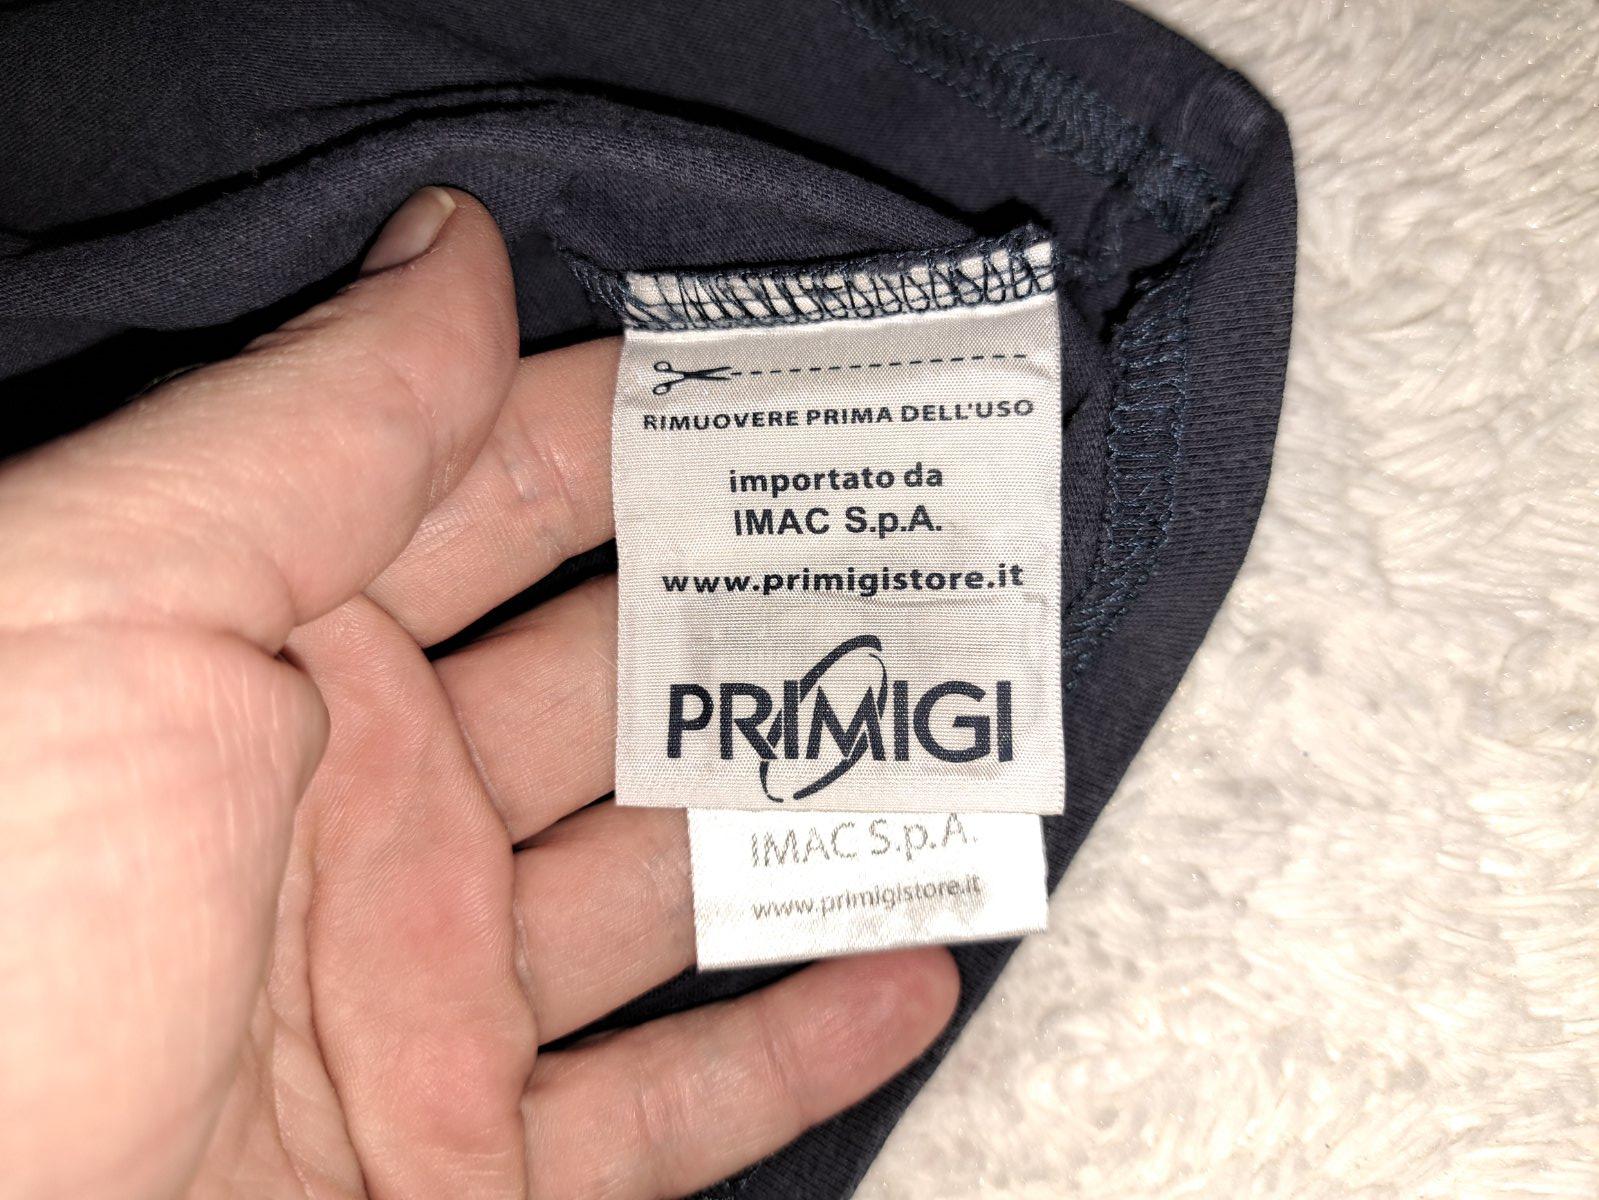 RIMUOVERE PRIMA DELL'USO
importato da
IMAC S.p.A.
www.primigistore.it
PRIMIGI
IMAC S.p.A.
www.primigistore.it